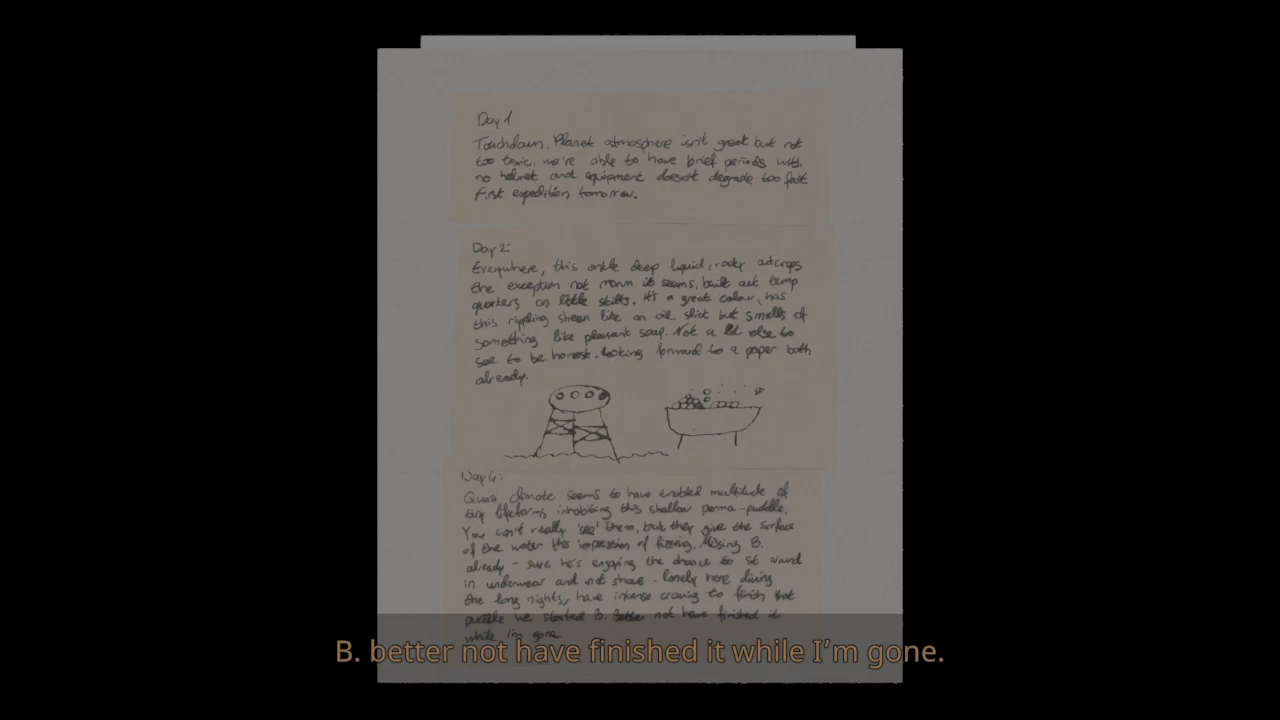 Day 1
Touchdown. Planet atmosphere isn't great but not
too toxic, we're able to have brief periods with
no helmet and equipment doesn't degrade too fast
First expedition tomorrow.
Day 2:
Everywhere, this ankle deep liquid, rocky outcrops
the exception not norm it seems, built out temp
quarters on little stilts. It's a great colour, has
this rippling sheen like an oil slick but smells of
something like pleasant soap. Not a lot else to
see to be honest. Looking forward to a proper bath
already.
Day 6:
Quasi climate seems to have enabled multitude of
tiny lifeforms inhabiting this shallow perma-puddle.
You can't really 'see' them, but they give the surface
of the water this impression of fizzing. Missing B.
already - sure he's enjoying the chance to sit around
in underwear and not shave - lonely here during
the long nights, have intense craving to finish that
puzzle we started B. Better not have finished it
while I'm gone.
B. better not have finished it while I'm gone.